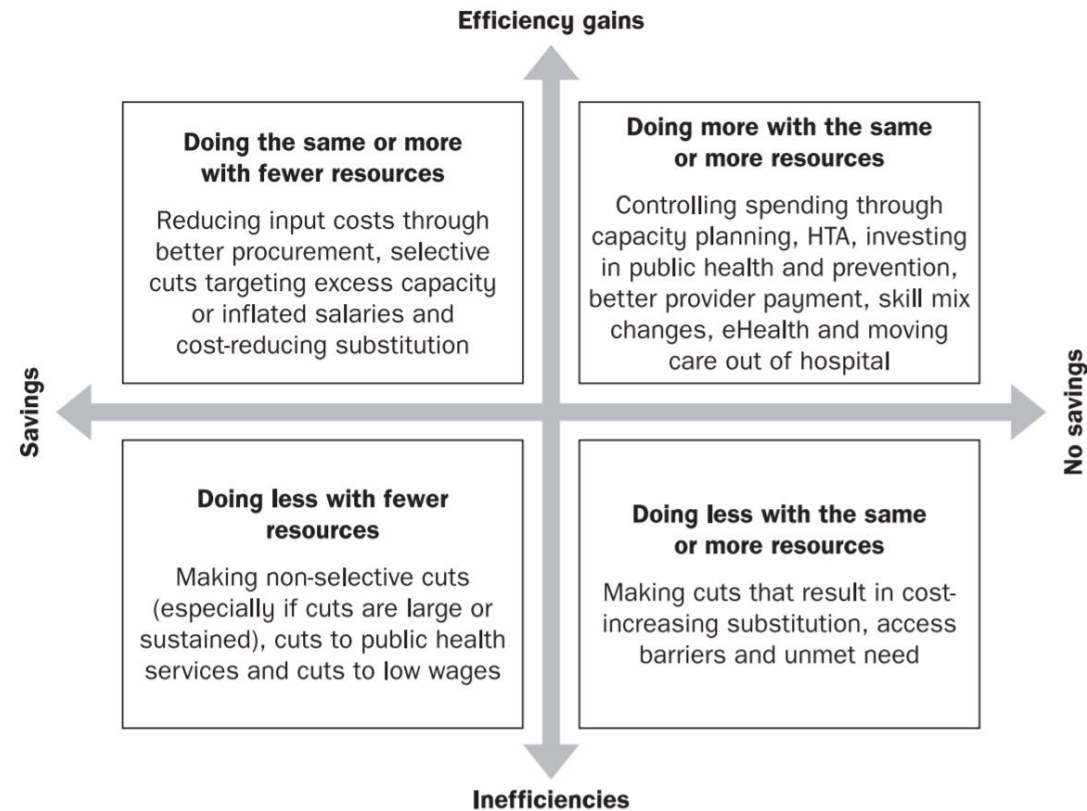 Efficiency gains
Doing the same or more
with fewer resources
Reducing input costs through
better procurement, selective
cuts targeting excess capacity
or inflated salaries and
cost-reducing substitution
Doing more with the same
or more resources
Controlling spending through
capacity planning, HTA, investing
in public health and prevention,
better provider payment, skill mix
changes, eHealth and moving
care out of hospital
Savings
No savings
Doing less with fewer
resources
Making non-selective cuts
(especially if cuts are large or
sustained), cuts to public health
services and cuts to low wages
Doing less with the same
or more resources
Making cuts that result in cost-
increasing substitution, access
barriers and unmet need
Inefficiencies